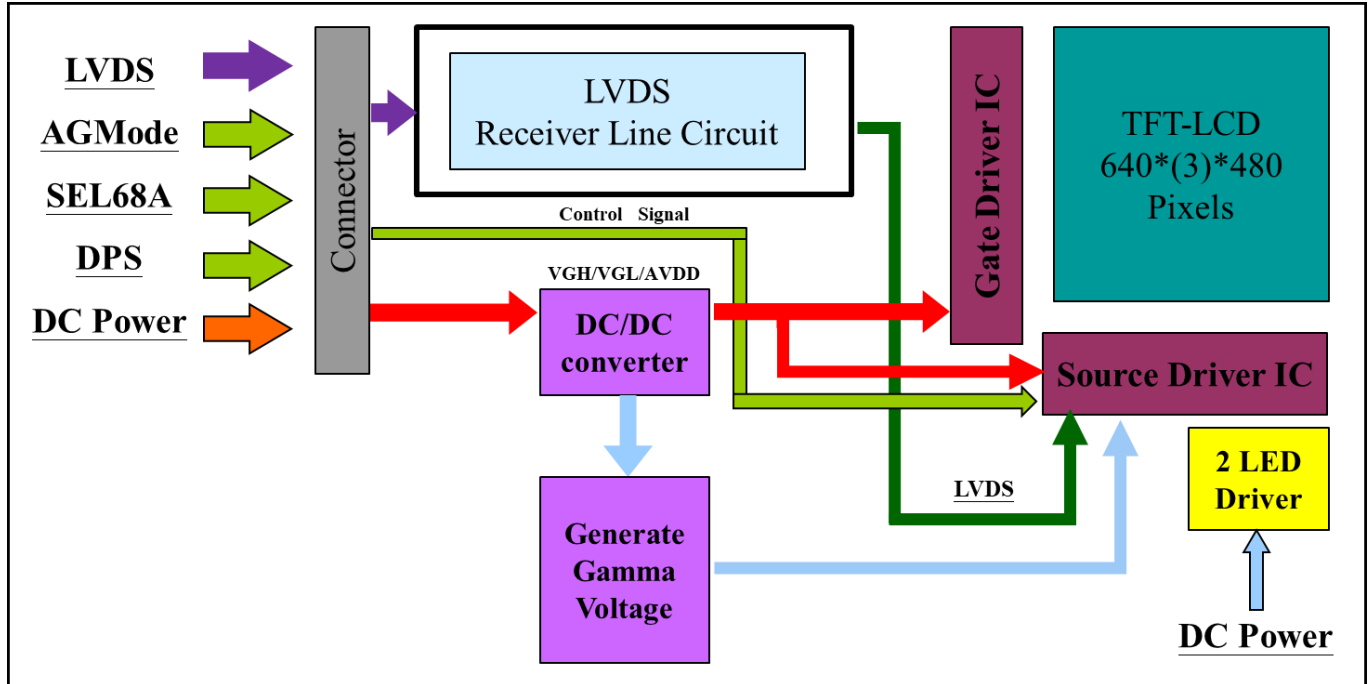 LVDS
AGMode
SEL68A
DPS
DC Power
Connector
LVDS
Receiver Line Circuit
Control Signal
VGH/VGL/AVDD
DC/DC
converter
Generate
Gamma
Voltage
Gate Driver IC
TFT-LCD
640*(3)*480
Pixels
Source Driver IC
LVDS
2 LED
Driver
DC Power